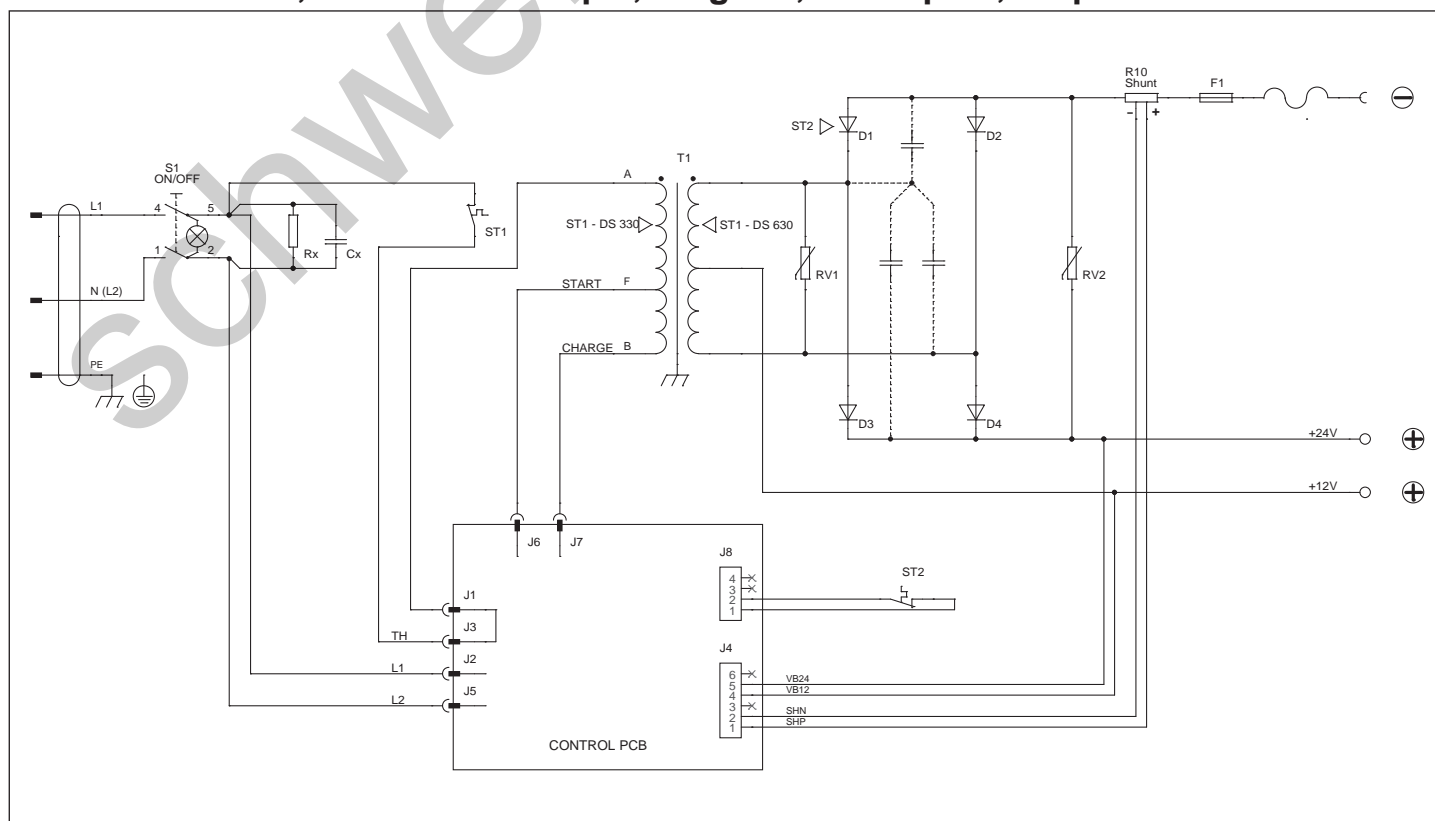 R10
Shunt
F1
− +
ST2
D1
D2
T1
A
S1
ON/OFF
L1
4
5
ST1
ST1 - DS 330
ST1 - DS 630
1
2
Rx
Cx
RV1
RV2
N (L2)
START
F
CHARGE
B
PE
D3
D4
+24V
+12V
J6
J7
J8
4
3
2
1
ST2
J1
J3
TH
J2
L1
J5
L2
J4
6
5
VB24
4
VB12
3
2
SHN
1
SHP
CONTROL PCB
schwe